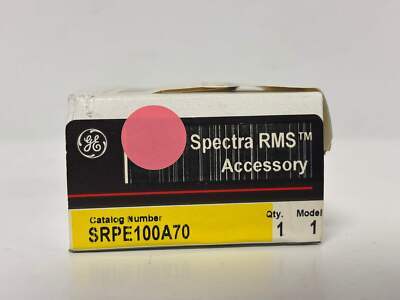 GE
Spectra RMS™
Accessory
Catalog Number Qty. Model
SRPE100A70 1 1